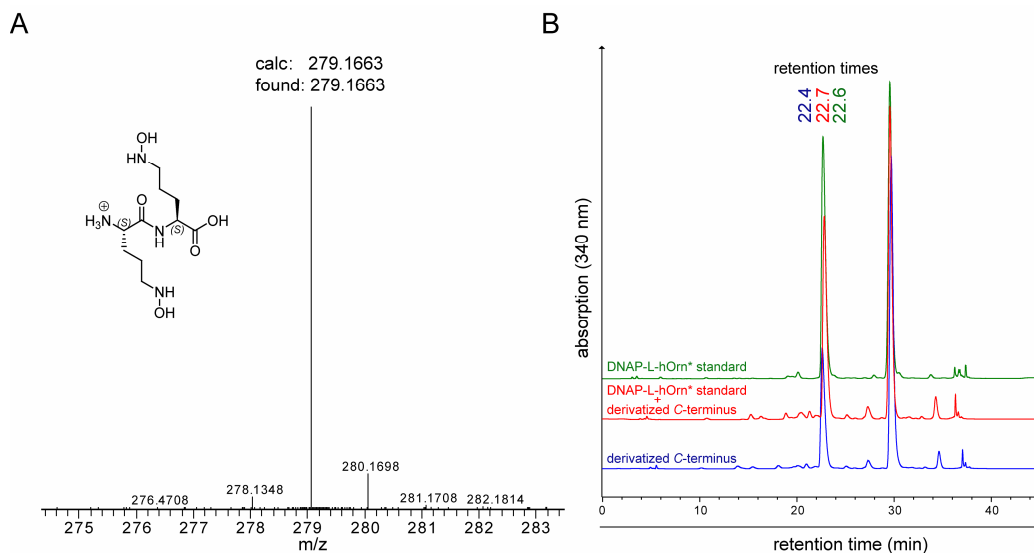 A
calc: 279.1663
found: 279.1663
OH
HN
O
OH
H3N
(S)
N
H
(S)
O
NH
OH
276.4708
278.1348
280.1698
281.1708
282.1814
275 276 277 278 279 280 281 282 283
m/z
B
retention times
22.4
22.7
22.6
absorption (340 nm)
DNAP-L-hOrn* standard
DNAP-L-hOrn* standard
+
derivatized C-terminus
derivatized C-terminus
0 10 20 30 40
retention time (min)